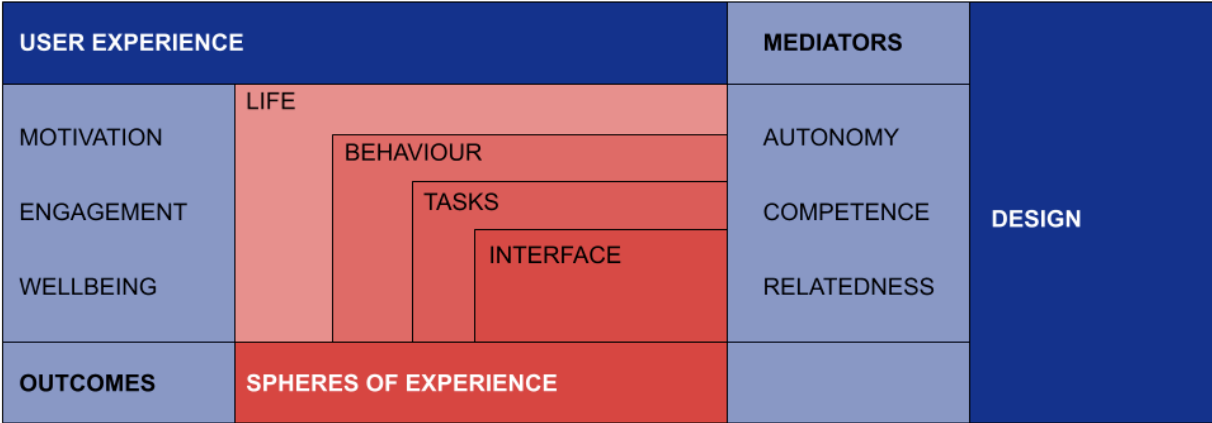 USER EXPERIENCE
MEDIATORS
LIFE
MOTIVATION
AUTONOMY
BEHAVIOUR
TASKS
ENGAGEMENT
COMPETENCE
DESIGN
INTERFACE
WELLBEING
RELATEDNESS
OUTCOMES
SPHERES OF EXPERIENCE